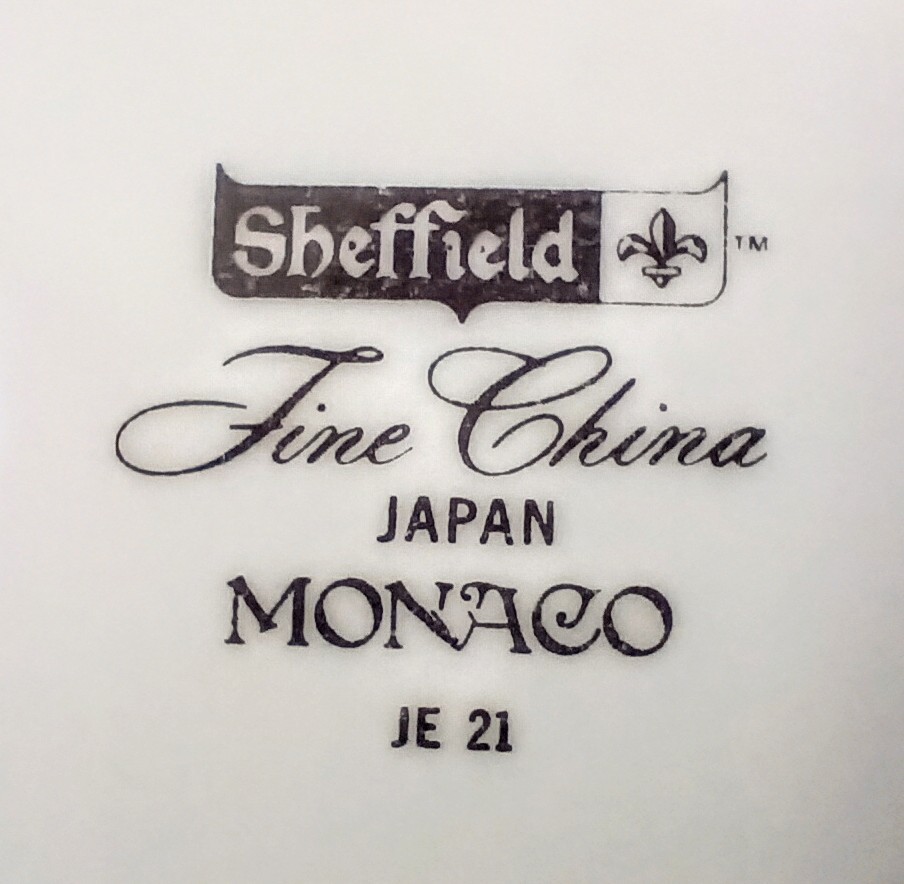 Sheffield ™
Fine China
JAPAN
MONACO
JE 21